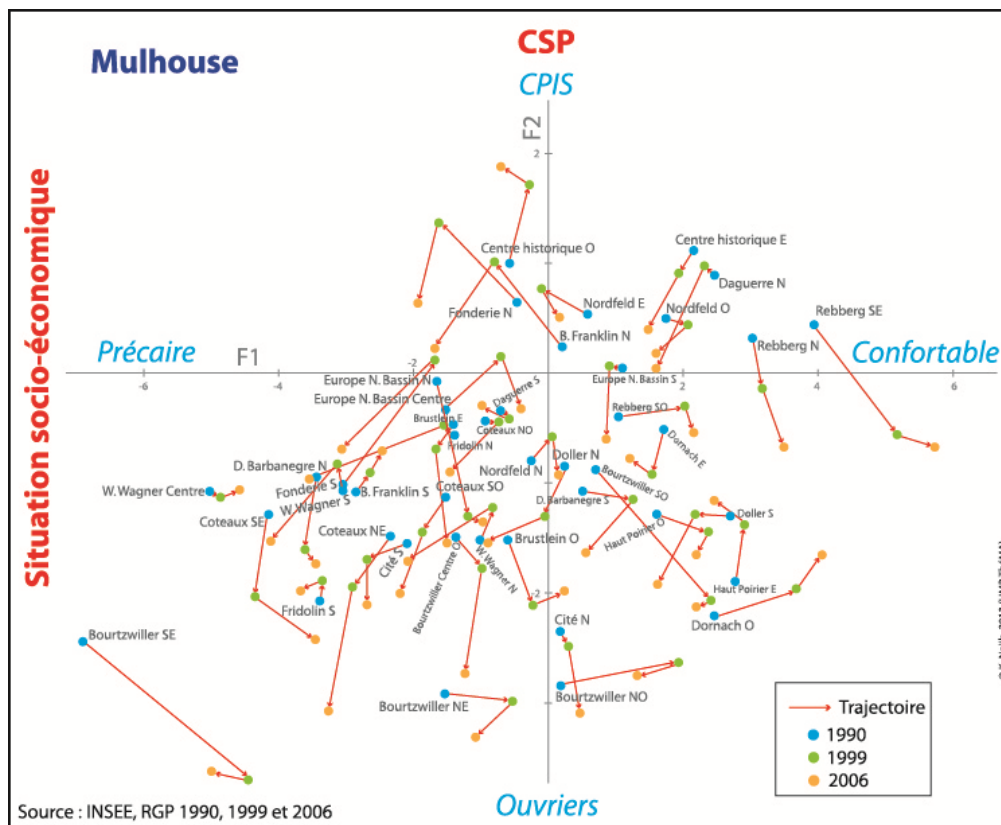 Mulhouse
CSP
CPIS
Situation socio-économique
F2
2
Centre historique O
Centre historique E
Daguerre N
Fonderie N
Nordfeld E
Nordfeld O
Rebberg SE
B. Franklin N
Rebberg N
Précaire
F1
Confortable
-6
-4
-2
-2
2
4
6
Europe N. Bassin N
Europe N. Bassin S
Europe N. Bassin Centre
Daguerre S
Brustlein E
Rebberg SO
Coteaux NO
Fridolin N
Dornach E
D. Barbanegre N
Nordfeld N
Doller N
W. Wagner Centre
Fonderie S
B. Franklin S
Coteaux SO
Bourtzwiller SO
W. Wagner S
D. Barbanegre S
Coteaux SE
Coteaux NE
Cité S
Bourtzwiller Centre O
W. Wagner N
Brustlein O
Haut Poirier O
Doller S
Haut Poirier E
-2
Fridolin S
Cité N
Dornach O
Bourtzwiller SE
Bourtzwiller NE
Bourtzwiller NO
Trajectoire
1990
1999
2006
Ouvriers
Source : INSEE, RGP 1990, 1999 et 2006